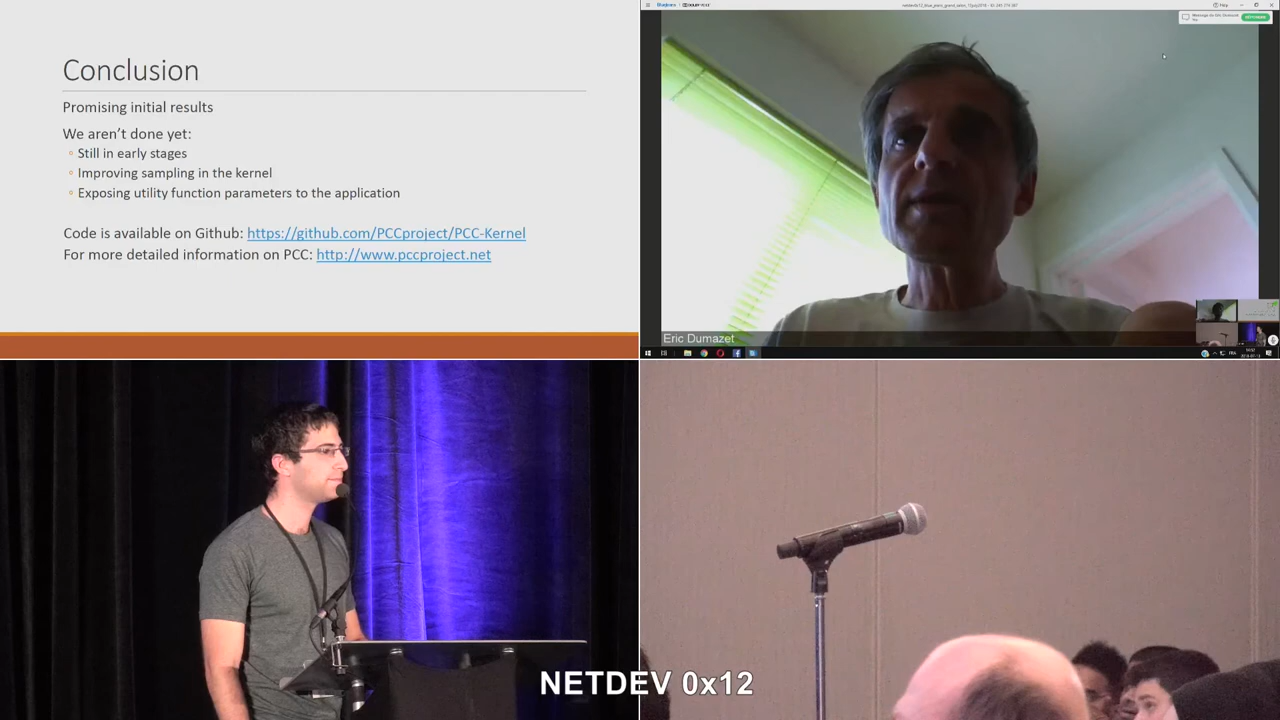 Conclusion
Promising initial results
We aren't done yet:
Still in early stages
Improving sampling in the kernel
Exposing utility function parameters to the application
Code is available on Github: https://github.com/PCCproject/PCC-Kernel
For more detailed information on PCC: http://www.pccproject.net
Eric Dumazet
NETDEV 0x12